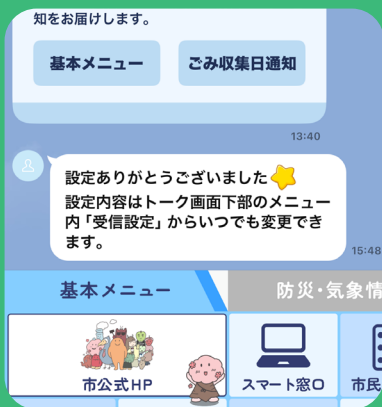 知をお届けします。
基本メニュー
ごみ収集日通知
13:40
設定ありがとうございました
設定内容はトーク画面下部のメニュー
内「受信設定」からいつでも変更でき
ます。
15:48
基本メニュー
防災・気象情
市公式HP
スマート窓口
市民